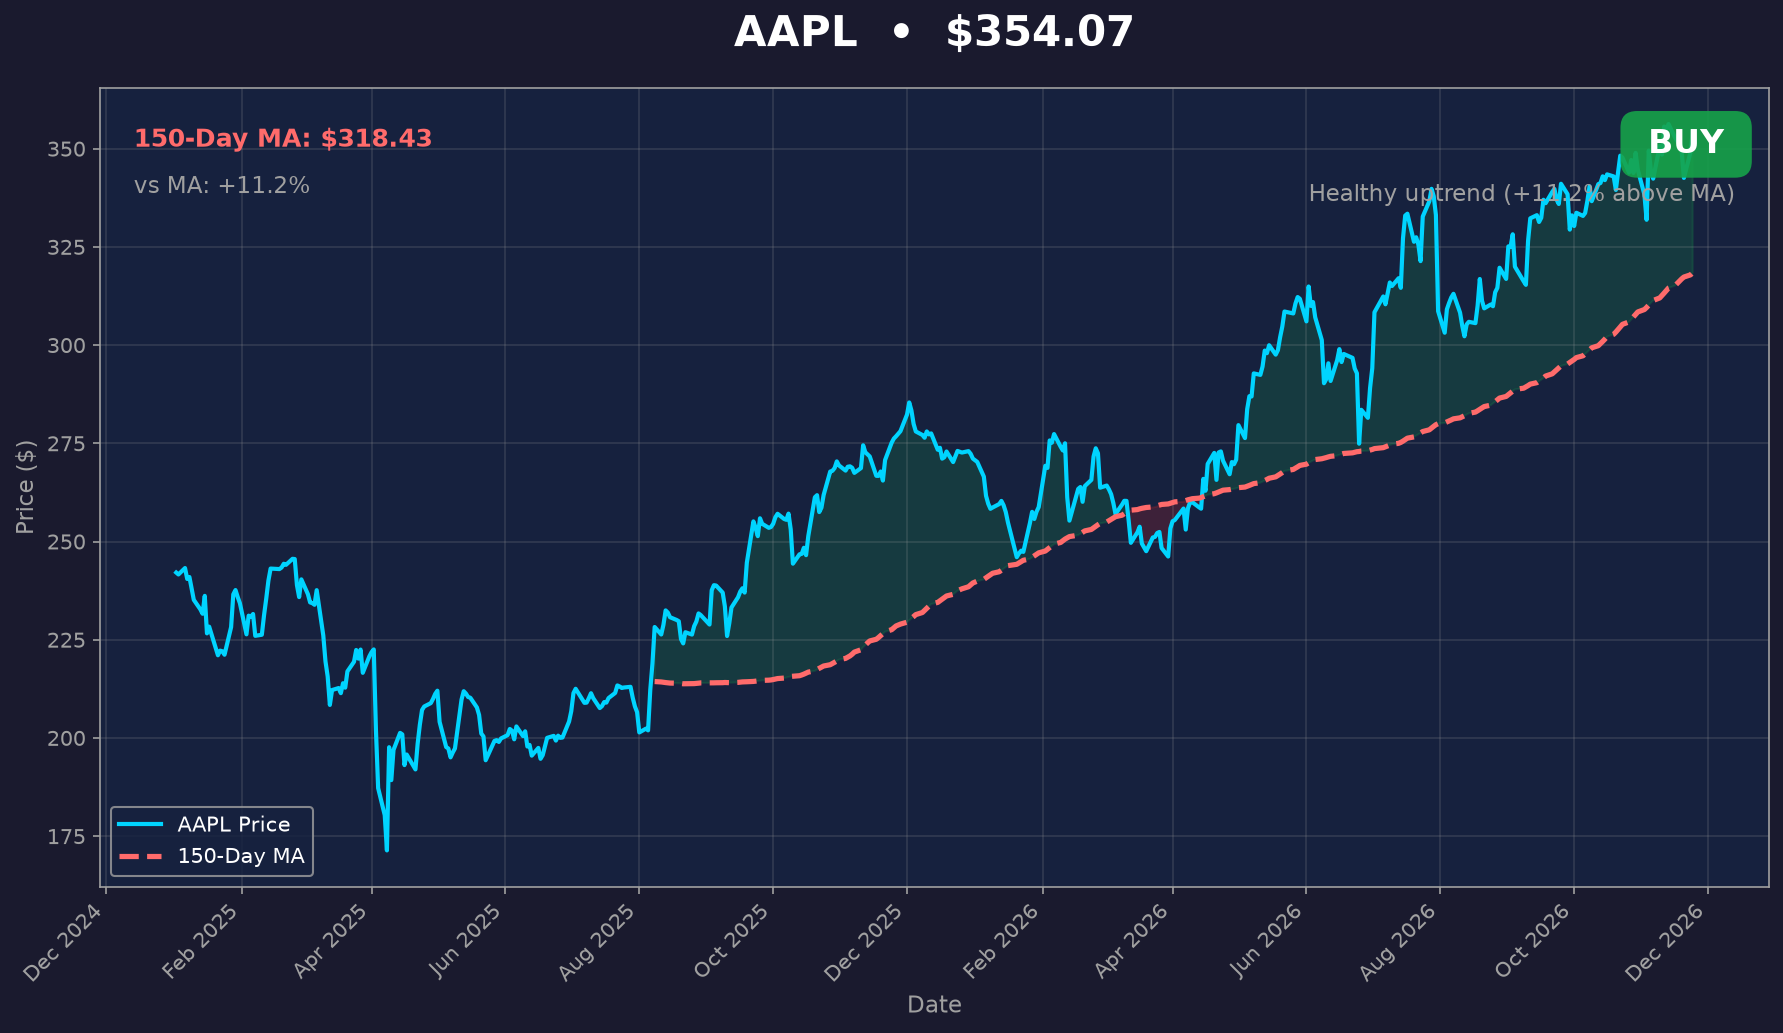 AAPL • $354.07
150-Day MA: $318.43
BUY
vs MA: +11.2%
Healthy uptrend (+11.2% above MA)
Price ($)
350
325
300
275
250
225
200
175
AAPL Price
150-Day MA
Dec 2024
Feb 2025
Apr 2025
Jun 2025
Aug 2025
Oct 2025
Dec 2025
Feb 2026
Apr 2026
Jun 2026
Aug 2026
Oct 2026
Dec 2026
Date